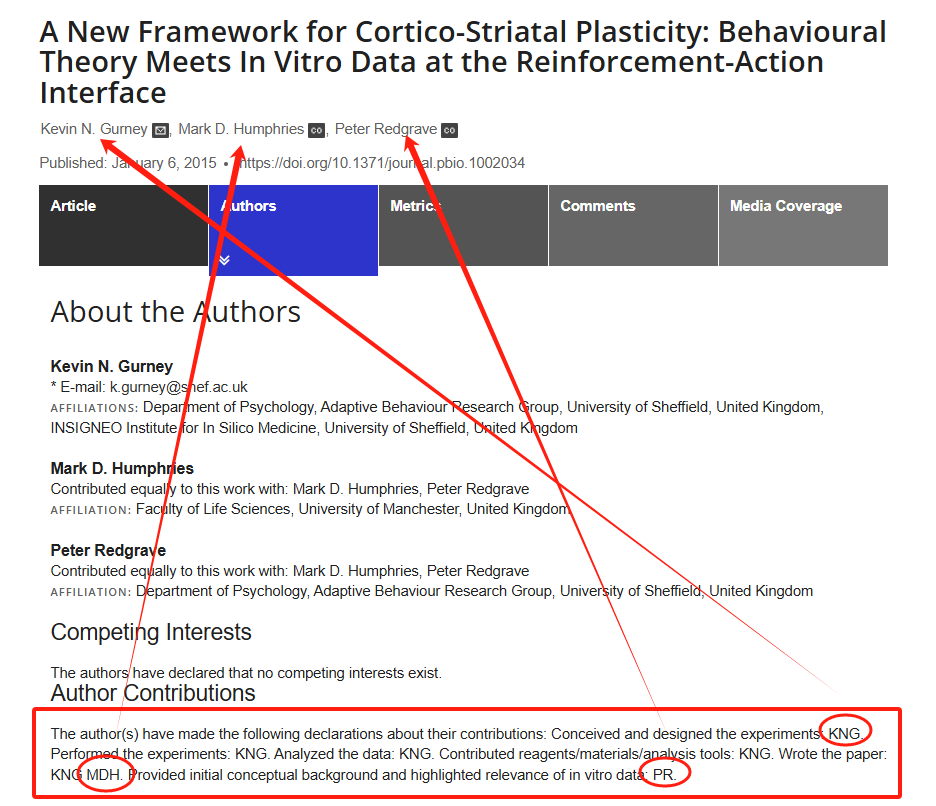 A New Framework for Cortico-Striatal Plasticity: Behavioural
Theory Meets In Vitro Data at the Reinforcement-Action
Interface
Kevin N. Gurney, Mark D. Humphries co, Peter Redgrave co
Published: January 6, 2015 • https://doi.org/10.1371/journal.pbio.1002034
Article Authors Metrics Comments Media Coverage
About the Authors
Kevin N. Gurney
* E-mail: k.gurney@shef.ac.uk
AFFILIATIONS: Department of Psychology, Adaptive Behaviour Research Group, University of Sheffield, United Kingdom,
INSIGNEO Institute for In Silico Medicine, University of Sheffield, United Kingdom
Mark D. Humphries
Contributed equally to this work with: Mark D. Humphries, Peter Redgrave
AFFILIATION: Faculty of Life Sciences, University of Manchester, United Kingdom
Peter Redgrave
Contributed equally to this work with: Mark D. Humphries, Peter Redgrave
AFFILIATION: Department of Psychology, Adaptive Behaviour Research Group, University of Sheffield, United Kingdom
Competing Interests
The authors have declared that no competing interests exist.
Author Contributions
The author(s) have made the following declarations about their contributions: Conceived and designed the experiments: KNG.
Performed the experiments: KNG. Analyzed the data: KNG. Contributed reagents/materials/analysis tools: KNG. Wrote the paper:
KNG MDH. Provided initial conceptual background and highlighted relevance of in vitro data: PR.